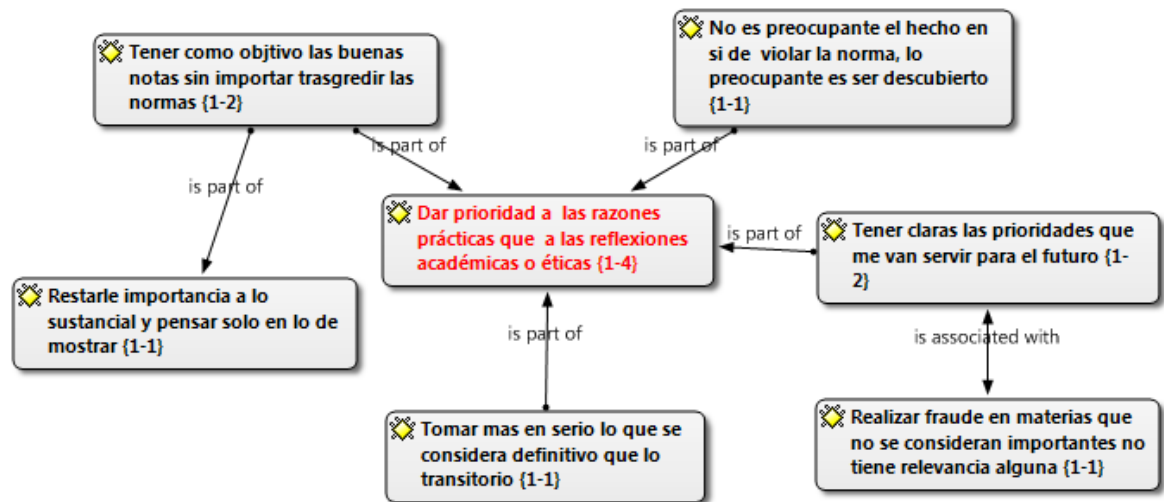 Tener como objtivo las buenas
notas sin importar trasgredir las
normas {1-2}
No es preocupante el hecho en
si de violar la norma, lo
preocupante es ser descubierto
{1-1}
is part of
is part of
is part of
Dar prioridad a las razones
prácticas que a las reflexiones
académicas o éticas {1-4}
is part of
Tener claras las prioridades que
me van servir para el futuro {1-
2}
Restarle importancia a lo
sustancial y pensar solo en lo de
mostrar {1-1}
is part of
is associated with
Tomar mas en serio lo que se
considera definitivo que lo
transitorio {1-1}
Realizar fraude en materias que
no se consideran importantes no
tiene relevancia alguna {1-1}